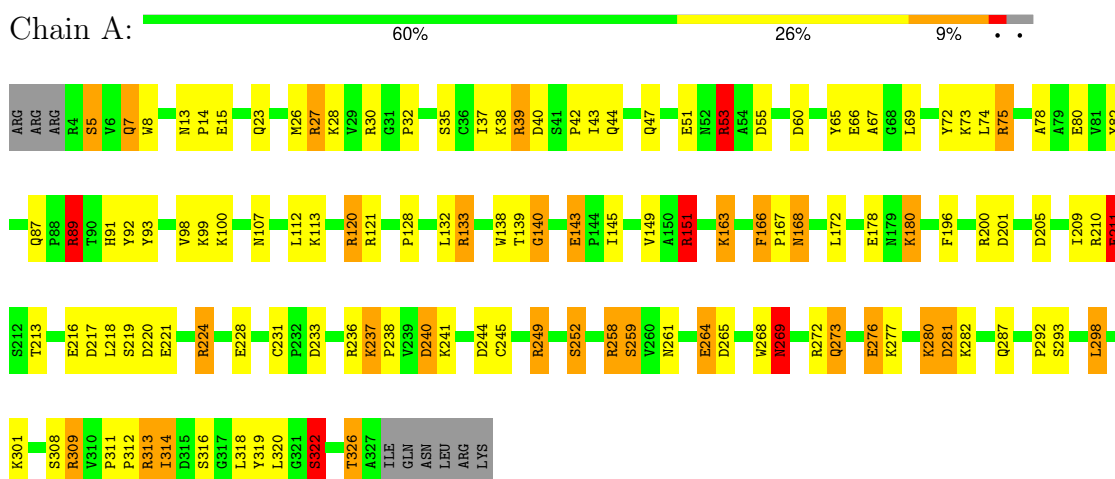 Chain A:
60% 26% 9% • •
ARG ARG ARG R4 S5 V6 Q7 W8 N13 P14 E15 Q23 M26 R27 K28 V29 R30 G31 P32 S35 C36 I37 K38 R39 D40 S41 P42 I43 Q44 Q47 E51 N52 R53 A54 D55 D60 Y65 E66 A67 G68 L69 Y72 K73 L74 R75 A78 A79 E80 V81 Y82
Q87 P88 R89 T90 H91 Y92 Y93 V98 K99 K100 N107 L112 K113 R120 R121 P128 L132 R133 W138 T139 G140 E143 P144 I145 V149 A150 R151 K163 F166 P167 N168 L172 E178 N179 K180 F196 R200 D201 D205 I209 R210 E211
S212 T213 E216 D217 L218 S219 D220 E221 R224 E228 C231 P232 D233 R236 K237 P238 V239 D240 K241 D244 C245 R249 S252 R258 S259 V260 N261 E264 D265 W268 N269 R272 Q273 E276 K277 K280 D281 K282 Q287 P292 S293 L298
K301 S308 R309 V310 P311 P312 R313 I314 D315 S316 G317 L318 Y319 L320 G321 S322 T326 A327 ILE GLN ASN LEU ARG LYS